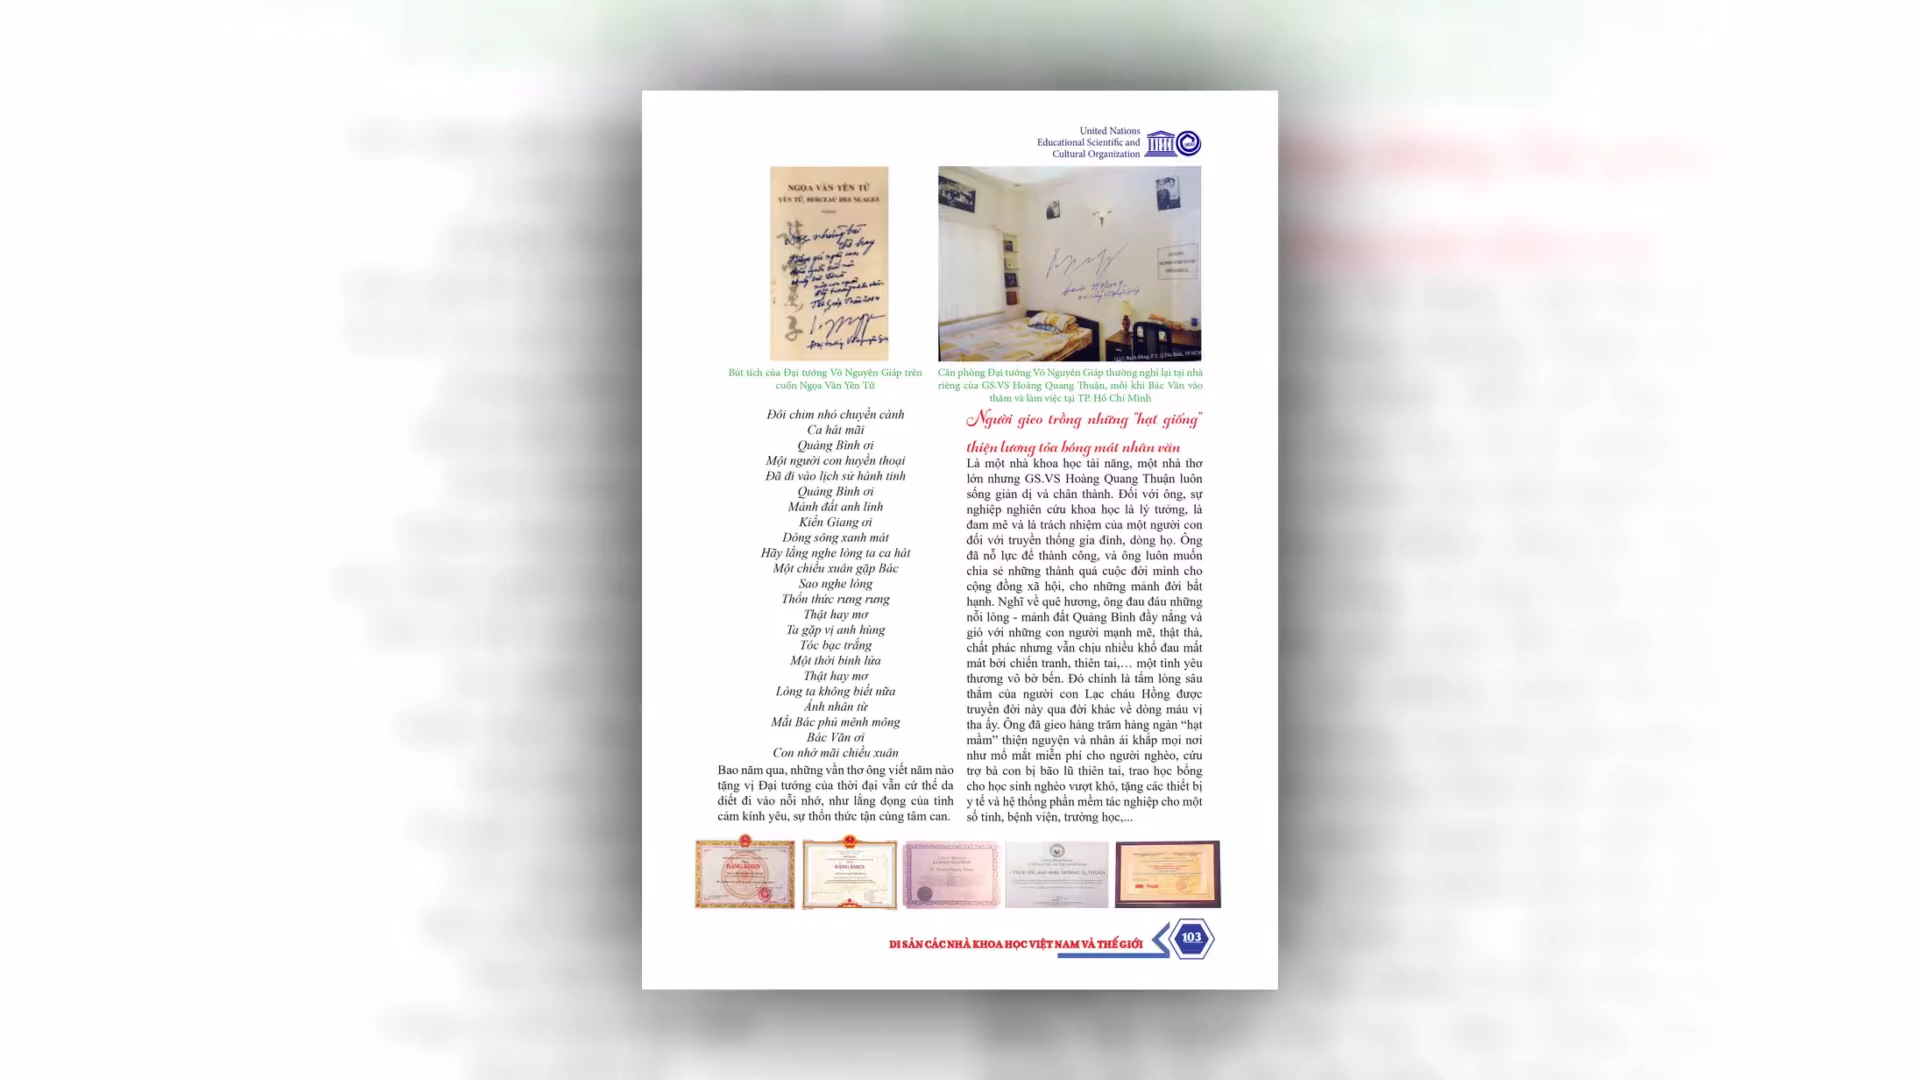 United Nations
Educational Scientific and
Cultural Organization
NGỌA VÂN YÊN TỬ
YÊN TỬ, BERCEAU DES NUAGES
Bút tích của Đại tướng Võ Nguyên Giáp trên
cuốn Ngọa Vân Yên Tử
Căn phòng Đại tướng Võ Nguyên Giáp thường nghỉ lại tại nhà
riêng của GS.VS Hoàng Quang Thuận, mỗi khi Bác Văn vào
thăm và làm việc tại TP. Hồ Chí Minh
Đôi chim nhỏ chuyền cành
Ca hát mãi
Quảng Bình ơi
Một người con huyền thoại
Đã đi vào lịch sử hành tinh
Quảng Bình ơi
Mảnh đất anh linh
Kiến Giang ơi
Dòng sông xanh mát
Hãy lắng nghe lòng ta ca hát
Một chiều xuân gặp Bác
Sao nghe lòng
Thổn thức rưng rưng
Thật hay mơ
Ta gặp vị anh hùng
Tóc bạc trắng
Một thời binh lửa
Thật hay mơ
Lòng ta không biết nữa
Ánh nhân từ
Mắt Bác phủ mênh mông
Bác Văn ơi
Con nhớ mãi chiều xuân
Bao năm qua, những vần thơ ông viết năm nào
tặng vị Đại tướng của thời đại vẫn cứ thế da
diết đi vào nỗi nhớ, như lắng đọng của tình
cảm kính yêu, sự thổn thức tận cùng tâm can.
Người gieo trồng những "hạt giống"
thiện lương tỏa bóng mát nhân văn
Là một nhà khoa học tài năng, một nhà thơ
lớn nhưng GS.VS Hoàng Quang Thuận luôn
sống giản dị và chân thành. Đối với ông, sự
nghiệp nghiên cứu khoa học là lý tưởng, là
đam mê và là trách nhiệm của một người con
đối với truyền thống gia đình, dòng họ. Ông
đã nỗ lực để thành công, và ông luôn muốn
chia sẻ những thành quả cuộc đời mình cho
cộng đồng xã hội, cho những mảnh đời bất
hạnh. Nghĩ về quê hương, ông đau đáu những
nỗi lòng - mảnh đất Quảng Bình đầy nắng và
gió với những con người mạnh mẽ, thật thà,
chất phác nhưng vẫn chịu nhiều khổ đau mất
mát bởi chiến tranh, thiên tai,… một tình yêu
thương vô bờ bến. Đó chính là tấm lòng sâu
thẳm của người con Lạc cháu Hồng được
truyền đời này qua đời khác về dòng máu vị
tha ấy. Ông đã gieo hàng trăm hàng ngàn “hạt
mầm” thiện nguyện và nhân ái khắp mọi nơi
như mổ mắt miễn phí cho người nghèo, cứu
trợ bà con bị bão lũ thiên tai, trao học bổng
cho học sinh nghèo vượt khó, tặng các thiết bị
y tế và hệ thống phần mềm tác nghiệp cho một
số tỉnh, bệnh viện, trường học,...
BẰNG KHEN
BẰNG KHEN
DI SẢN CÁC NHÀ KHOA HỌC VIỆT NAM VÀ THẾ GIỚI
103